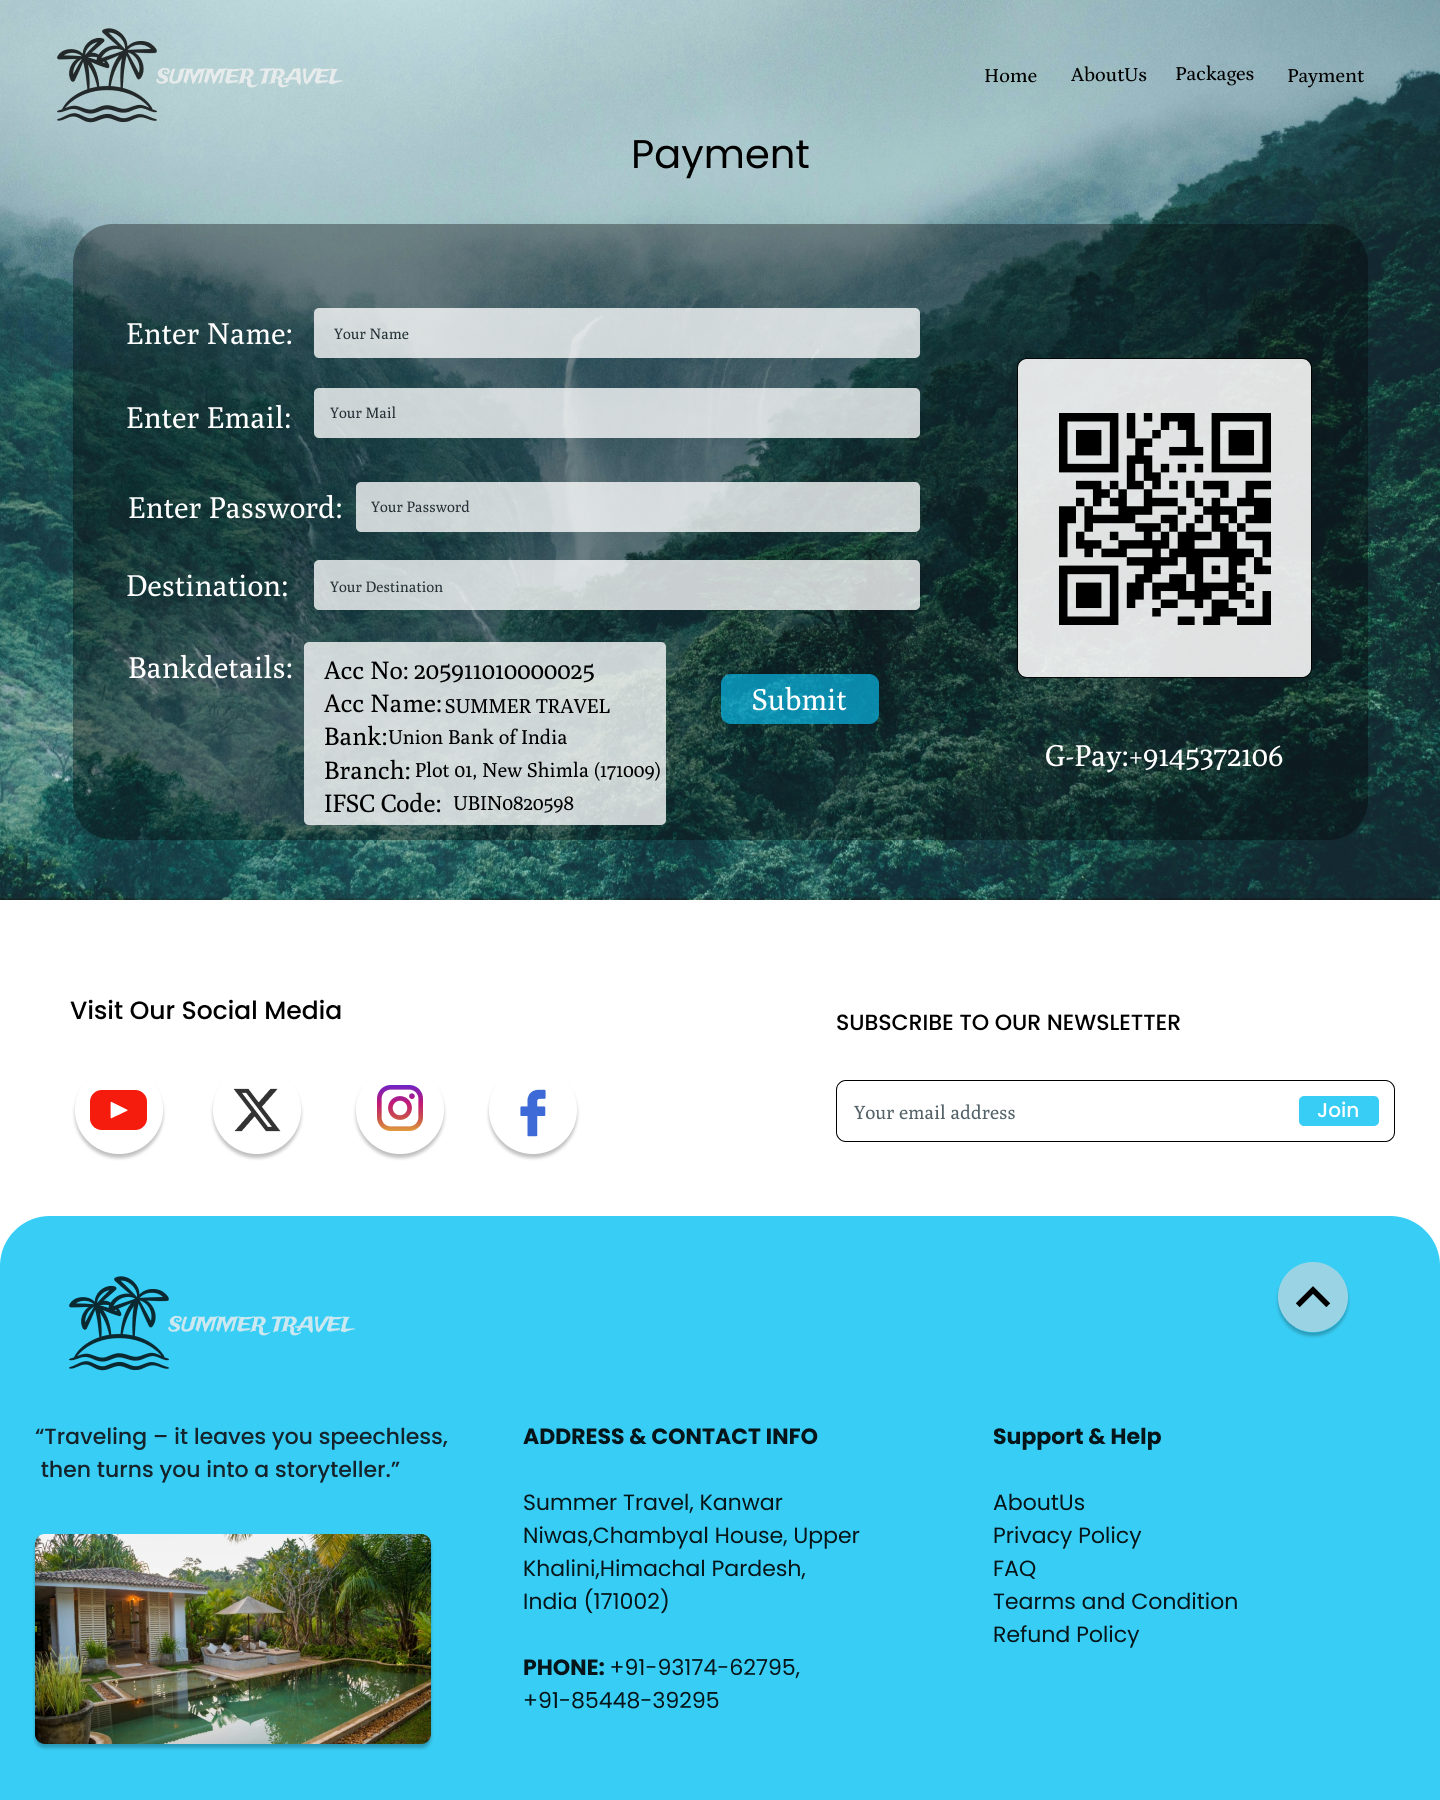 SUMMER TRAVEL
Home AboutUs Packages Payment
Payment
Enter Name: Your Name
Enter Email: Your Mail
Enter Password: Your Password
Destination: Your Destination
Bankdetails:
Acc No: 205911010000025
Acc Name: SUMMER TRAVEL
Bank:Union Bank of India
Branch: Plot 01, New Shimla (171009)
IFSC Code: UBIN0820598
Submit
G-Pay:+9145372106
Visit Our Social Media
SUBSCRIBE TO OUR NEWSLETTER
Your email address Join
SUMMER TRAVEL
“Traveling – it leaves you speechless,
then turns you into a storyteller.”
ADDRESS & CONTACT INFO
Summer Travel, Kanwar
Niwas,Chambyal House, Upper
Khalini,Himachal Pardesh,
India (171002)
PHONE: +91-93174-62795,
+91-85448-39295
Support & Help
AboutUs
Privacy Policy
FAQ
Tearms and Condition
Refund Policy